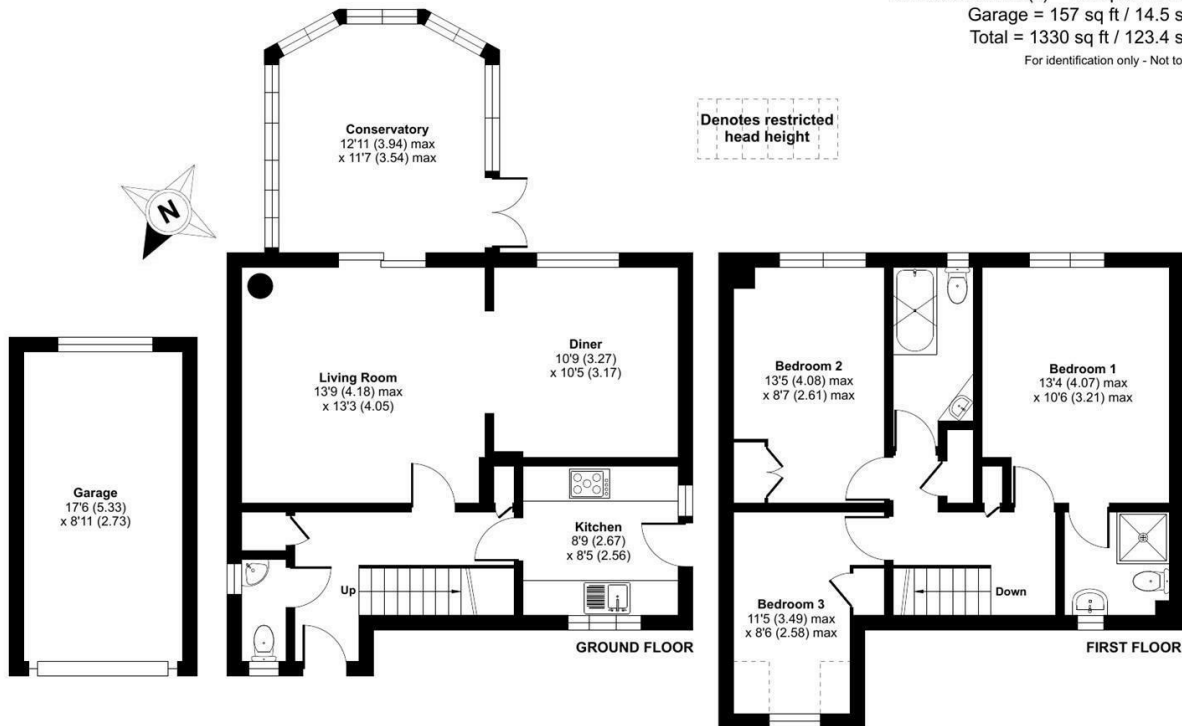 Garage = 157 sq ft / 14.5 s
Total = 1330 sq ft / 123.4 s
For identification only - Not to
Denotes restricted
head height
Conservatory
12'11 (3.94) max
x 11'7 (3.54) max
N
Living Room
13'9 (4.18) max
x 13'3 (4.05)
Diner
10'9 (3.27)
x 10'5 (3.17)
Kitchen
8'9 (2.67)
x 8'5 (2.56)
Up
Garage
17'6 (5.33)
x 8'11 (2.73)
GROUND FLOOR
Bedroom 2
13'5 (4.08) max
x 8'7 (2.61) max
Bedroom 1
13'4 (4.07) max
x 10'6 (3.21) max
Bedroom 3
11'5 (3.49) max
x 8'6 (2.58) max
Down
FIRST FLOOR